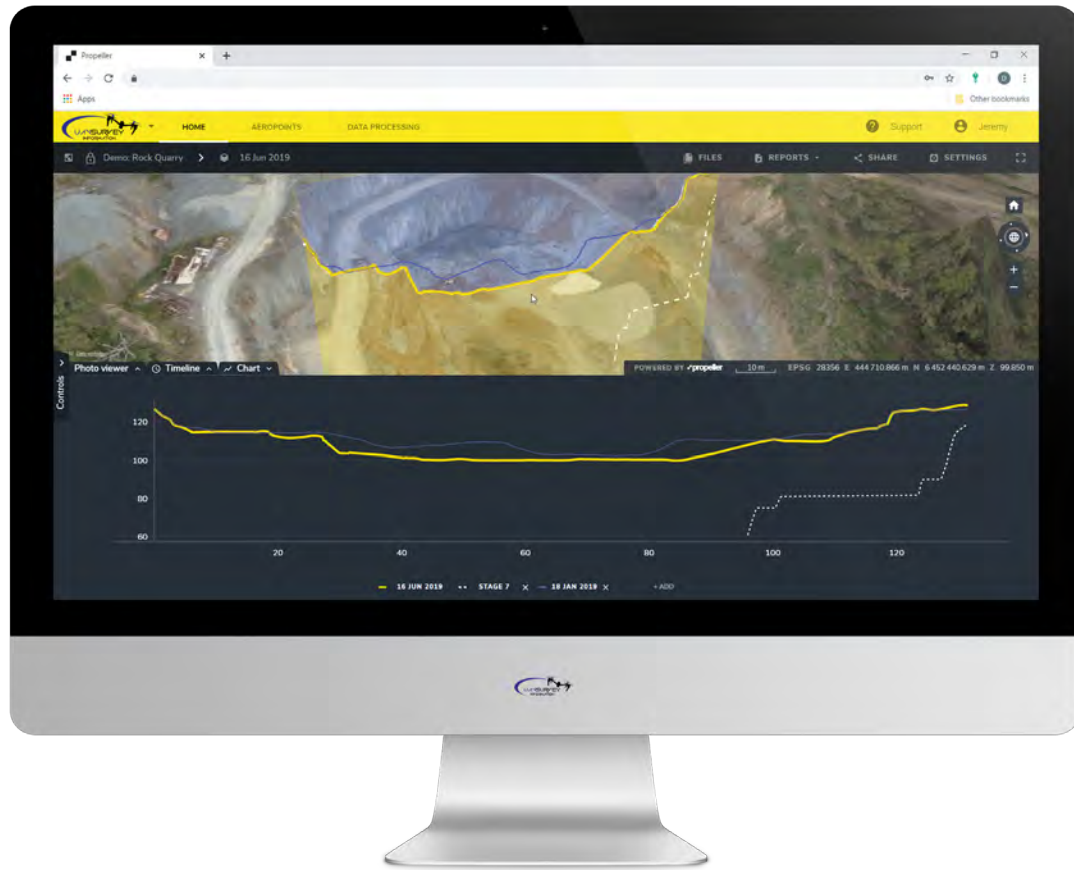 Propeller
Apps
Other bookmarks
HOME AEROPOINTS DATA PROCESSING Support Jeremy
INFORMATION
Demo: Rock Quarry 16 Jun 2019 FILES REPORTS SHARE SETTINGS
Photo viewer Timeline Chart POWERED BY propeller 10 m EPSG 28356 E 444 710.866 m N 6 452 440.629 m Z 99.850 m
Controls
120
100
80
60
20 40 60 80 100 120
16 JUN 2019 STAGE 7 18 JAN 2019 + ADD